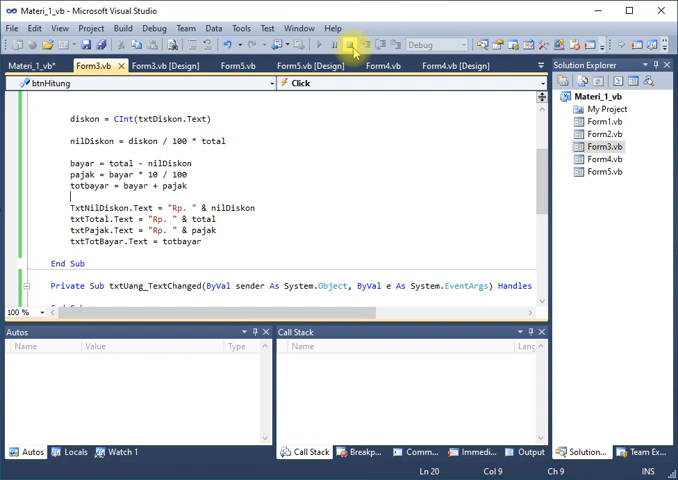 Materi_1_vb - Microsoft Visual Studio
File Edit View Project Build Debug Team Data Tools Test Window Help
Debug
Materi_1_vb* Form3.vb Form3.vb [Design] Form5.vb Form5.vb [Design] Form4.vb Form4.vb [Design]
Solution Explorer
btnHitung Click
diskon = CInt(txtDiskon.Text)
nilDiskon = diskon / 100 * total
bayar = total - nilDiskon
pajak = bayar * 10 / 100
totbayar = bayar + pajak
TxtNilDiskon.Text = "Rp. " & nilDiskon
txtTotal.Text = "Rp. " & total
txtPajak.Text = "Rp. " & pajak
txtTotBayar.Text = totbayar
End Sub
Private Sub txtUang_TextChanged(ByVal sender As System.Object, ByVal e As System.EventArgs) Handles
100 %
Materi_1_vb
My Project
Form1.vb
Form2.vb
Form3.vb
Form4.vb
Form5.vb
Autos
Name Value Type
Call Stack
Name Lang
Autos Locals Watch 1
Call Stack Breakp... Comm... Immedi... Output
Solution... Team Ex...
Ln 20 Col 9 Ch 9 INS